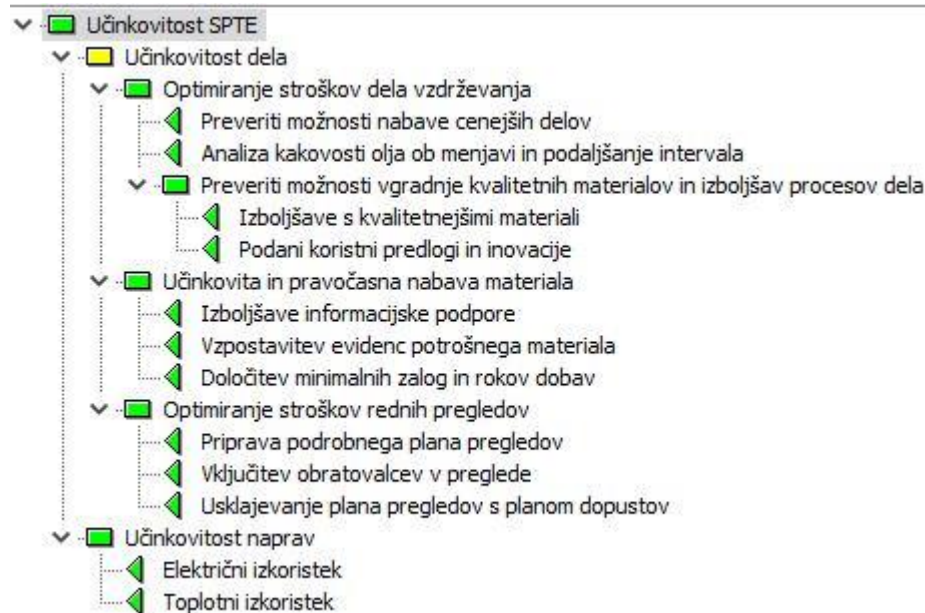 Učinkovitost SPTE
Učinkovitost dela
Optimiranje stroškov dela vzdrževanja
Preveriti možnosti nabave cenejših delov
Analiza kakovosti olja ob menjavi in podaljšanje intervala
Preveriti možnosti vgradnje kvalitetnih materialov in izboljšav procesov dela
Izboljšave s kvalitetnejšimi materiali
Podani koristni predlogi in inovacije
Učinkovita in pravočasna nabava materiala
Izboljšave informacijske podpore
Vzpostavitev evidenc potrošnega materiala
Določitev minimalnih zalog in rokov dobav
Optimiranje stroškov rednih pregledov
Priprava podrobnega plana pregledov
Vključitev obratovalcev v preglede
Usklajevanje plana pregledov s planom dopustov
Učinkovitost naprav
Električni izkoristek
Toplotni izkoristek